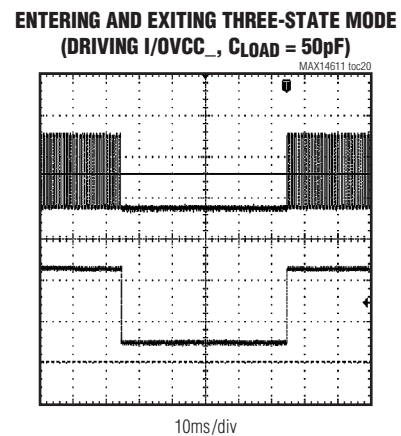 ENTERING AND EXITING THREE-STATE MODE
(DRIVING I/OVCC_, CLOAD = 50pF)
MAX14611 toc20
T
10ms/div